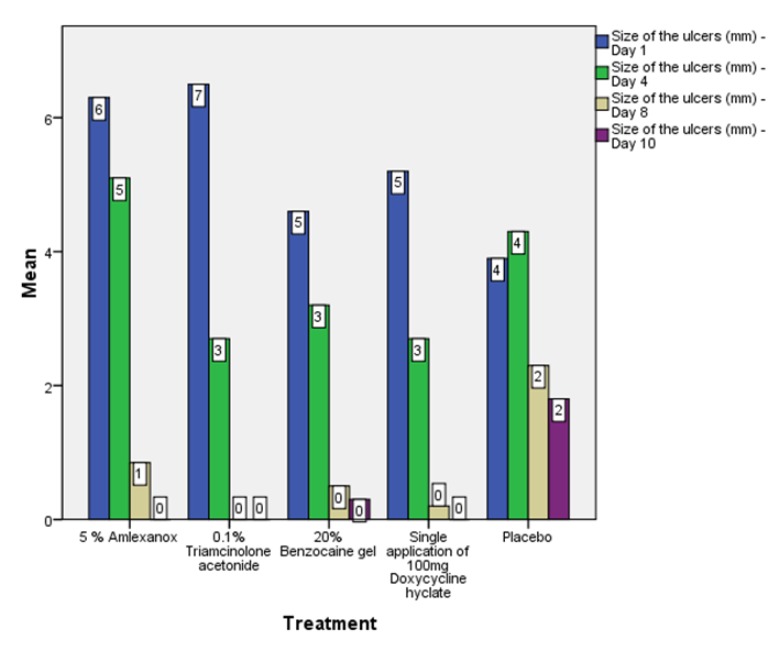 Size of the ulcers (mm) -
Day 1
Size of the ulcers (mm) -
Day 4
Size of the ulcers (mm) -
Day 8
Size of the ulcers (mm) -
Day 10
Mean
6
4
2
0
6
5
1
0
7
3
0
0
5
3
0
0
5
3
0
0
4
4
2
2
5 % Amlexanox
0.1%
Triamcinolone
acetonide
20%
Benzocaine gel
Single
application of
100mg
Doxycycline
hyclate
Placebo
Treatment